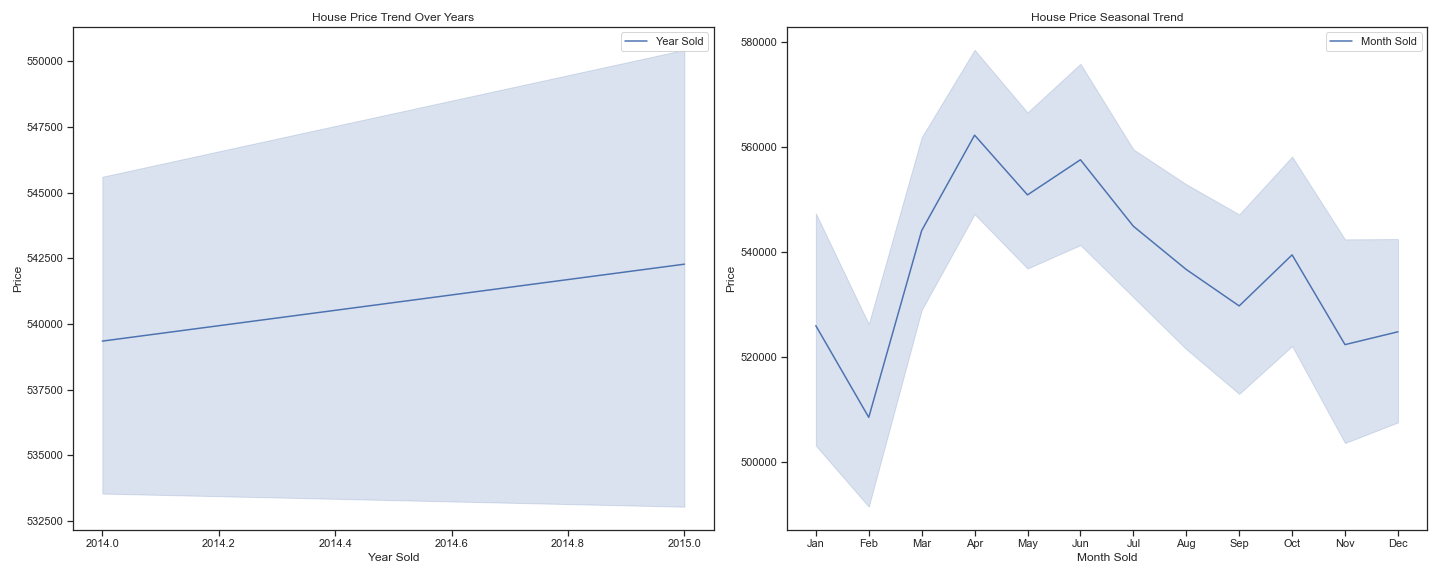 House Price Trend Over Years
Year Sold
550000
547500
545000
542500
540000
537500
535000
532500
Price
2014.0 2014.2 2014.4 2014.6 2014.8 2015.0
Year Sold
House Price Seasonal Trend
Month Sold
580000
560000
540000
520000
500000
Price
Jan Feb Mar Apr May Jun Jul Aug Sep Oct Nov Dec
Month Sold